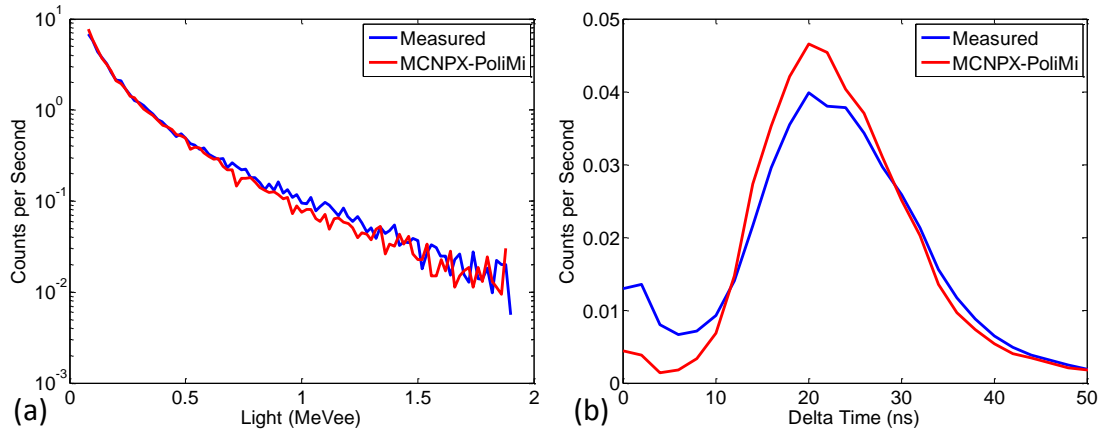 Measured
MCNPX-PoliMi
Counts per Second
10^1
10^0
10^-1
10^-2
10^-3
0
0.5
1
1.5
2
Light (MeVee)
(a)
Measured
MCNPX-PoliMi
Counts per Second
0.05
0.04
0.03
0.02
0.01
0
0
10
20
30
40
50
Delta Time (ns)
(b)